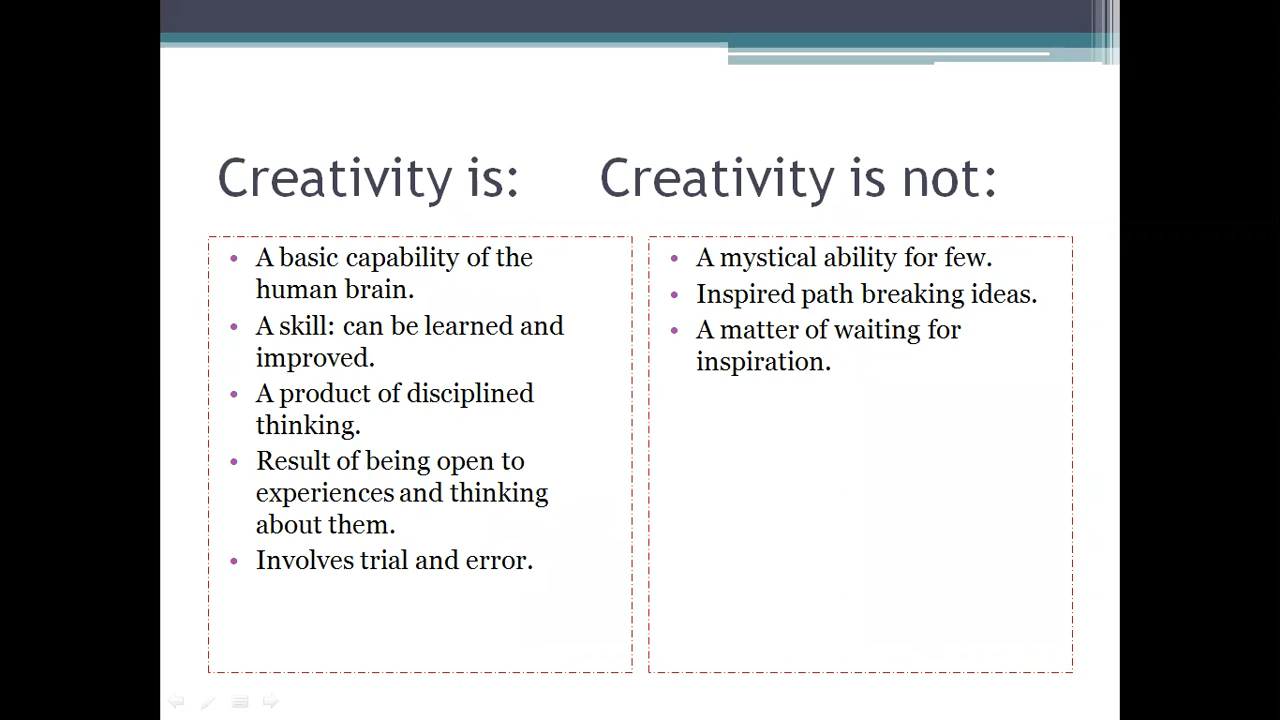 Creativity is: Creativity is not:
• A basic capability of the
human brain.
• A skill: can be learned and
improved.
• A product of disciplined
thinking.
• Result of being open to
experiences and thinking
about them.
• Involves trial and error.
• A mystical ability for few.
• Inspired path breaking ideas.
• A matter of waiting for
inspiration.